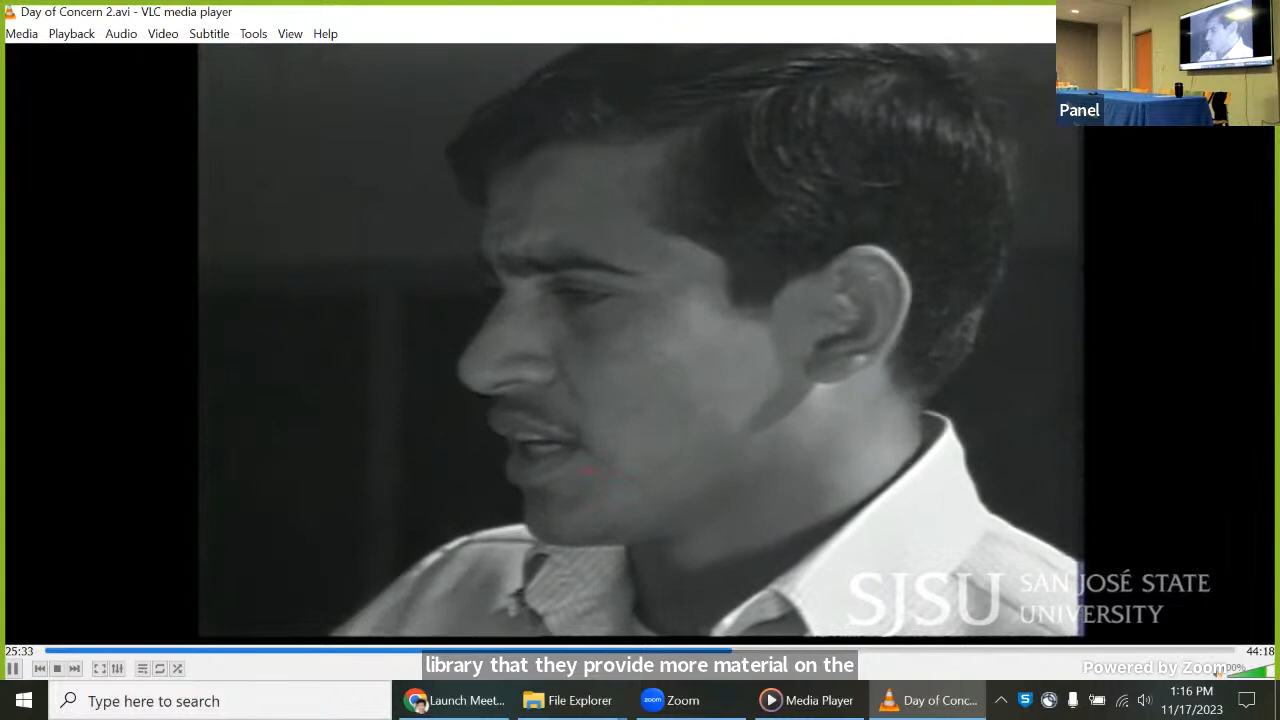 Day of Concern 2.avi - VLC media player
Media Playback Audio Video Subtitle Tools View Help
Panel
SJSU SAN JOSÉ STATE
UNIVERSITY
25:33
44:18
library that they provide more material on the
Powered by Zoom
Type here to search
Launch Meet...
File Explorer
Zoom
Media Player
Day of Conc...
1:16 PM
11/17/2023